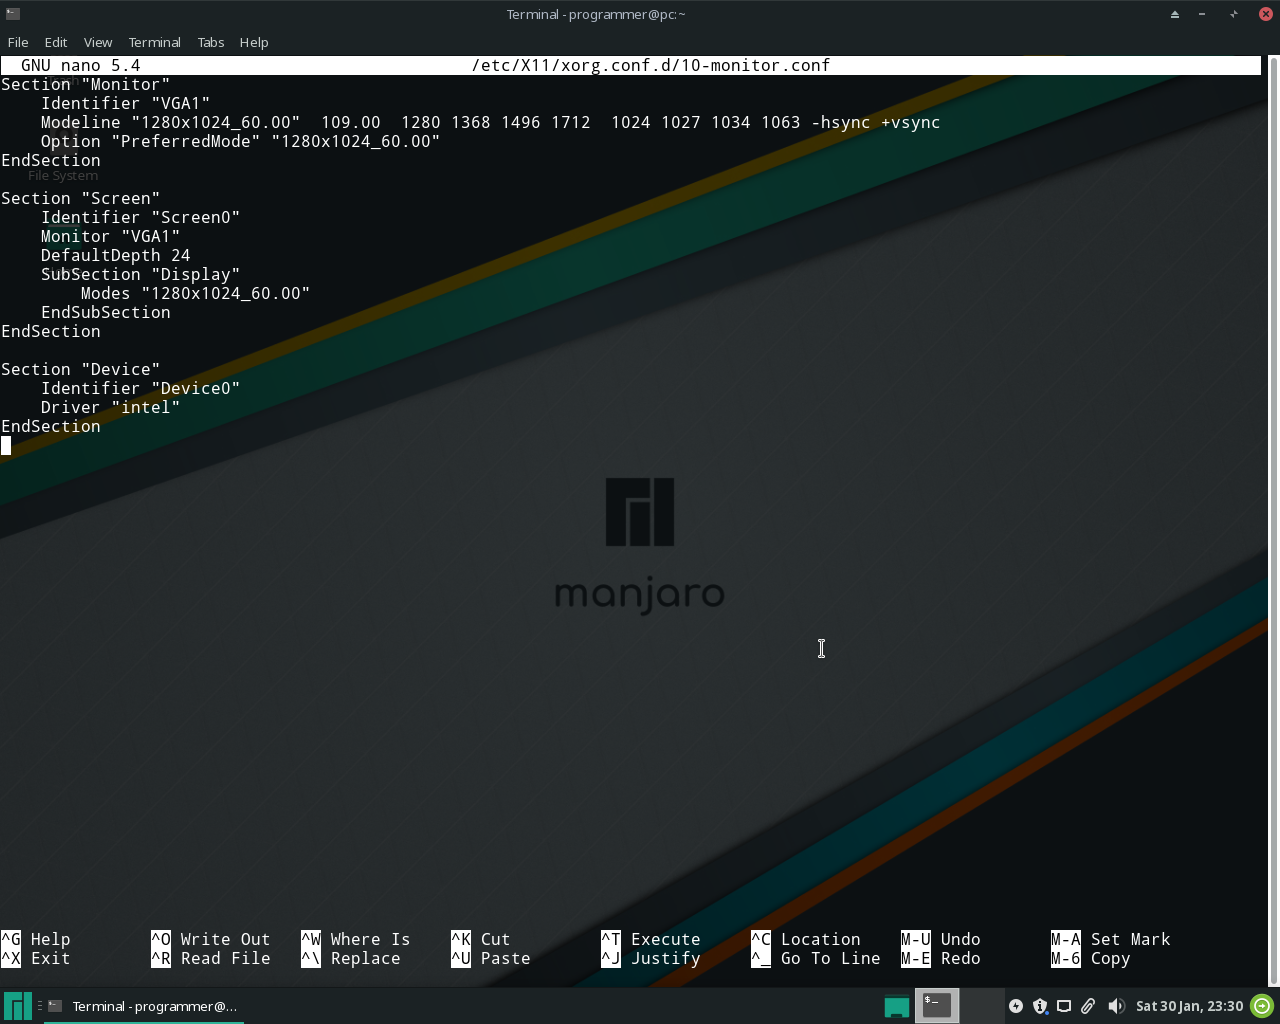 Terminal - programmer@pc:~
File Edit View Terminal Tabs Help
GNU nano 5.4 /etc/X11/xorg.conf.d/10-monitor.conf
Section "Monitor"
    Identifier "VGA1"
    Modeline "1280x1024_60.00"  109.00  1280 1368 1496 1712  1024 1027 1034 1063 -hsync +vsync
    Option "PreferredMode" "1280x1024_60.00"
EndSection
File System
Section "Screen"
    Identifier "Screen0"
    Monitor "VGA1"
    DefaultDepth 24
    SubSection "Display"
        Modes "1280x1024_60.00"
    EndSubSection
EndSection
Section "Device"
    Identifier "Device0"
    Driver "intel"
EndSection
manjaro
^G Help ^O Write Out ^W Where Is ^K Cut ^T Execute ^C Location M-U Undo M-A Set Mark
^X Exit ^R Read File ^\ Replace ^U Paste ^J Justify ^_ Go To Line M-E Redo M-6 Copy
Terminal - programmer@... Sat 30 Jan, 23:30